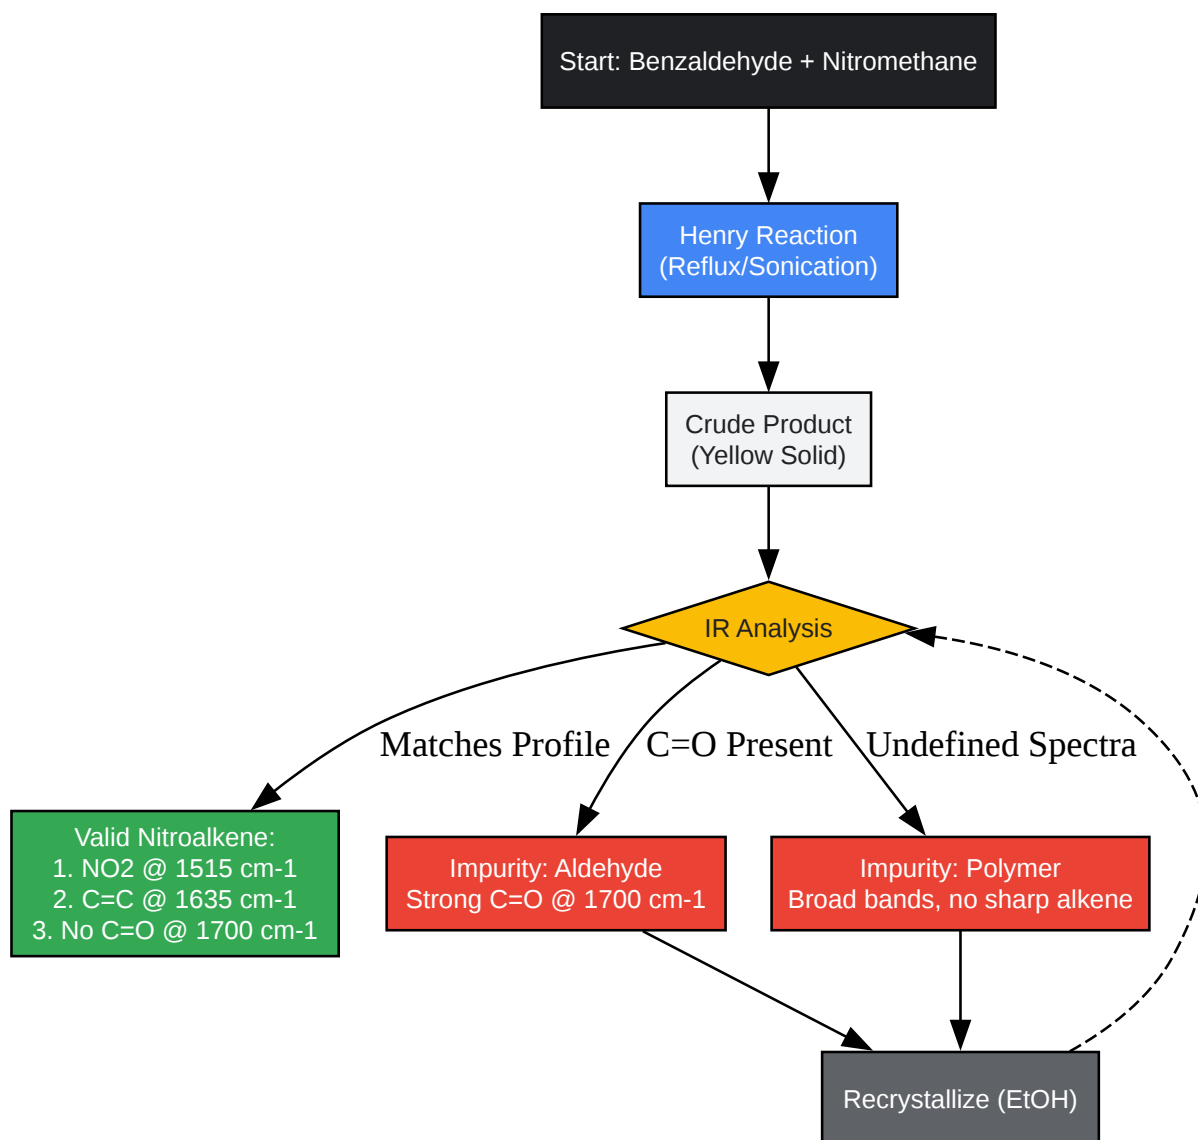 Start: Benzaldehyde + Nitromethane
Henry Reaction
(Reflux/Sonication)
Crude Product
(Yellow Solid)
IR Analysis
Matches Profile
C=O Present
Undefined Spectra
Valid Nitroalkene:
1. NO2 @ 1515 cm-1
2. C=C @ 1635 cm-1
3. No C=O @ 1700 cm-1
Impurity: Aldehyde
Strong C=O @ 1700 cm-1
Impurity: Polymer
Broad bands, no sharp alkene
Recrystallize (EtOH)